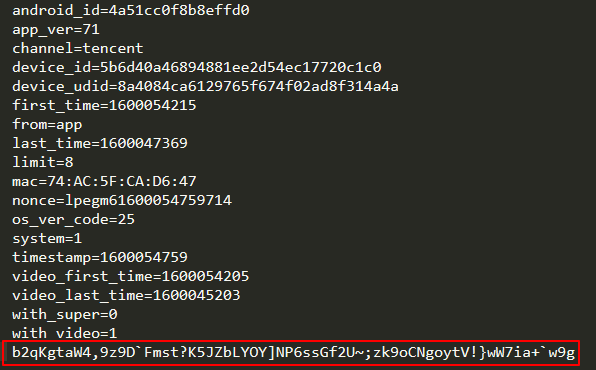 android_id=4a51cc0f8b8effd0
app_ver=71
channel=tencent
device_id=5b6d40a46894881ee2d54ec17720c1c0
device_udid=8a4084ca6129765f674f02ad8f314a4a
first_time=1600054215
from=app
last_time=1600047369
limit=8
mac=74:AC:5F:CA:D6:47
nonce=lpegm61600054759714
os_ver_code=25
system=1
timestamp=1600054759
video_first_time=1600054205
video_last_time=1600045203
with_super=0
with_video=1
b2qKgtaW4,9z9D`Fmst?K5JZbLYOY]NP6ssGf2U~;zk9oCNgoytV!}wW7ia+`w9g